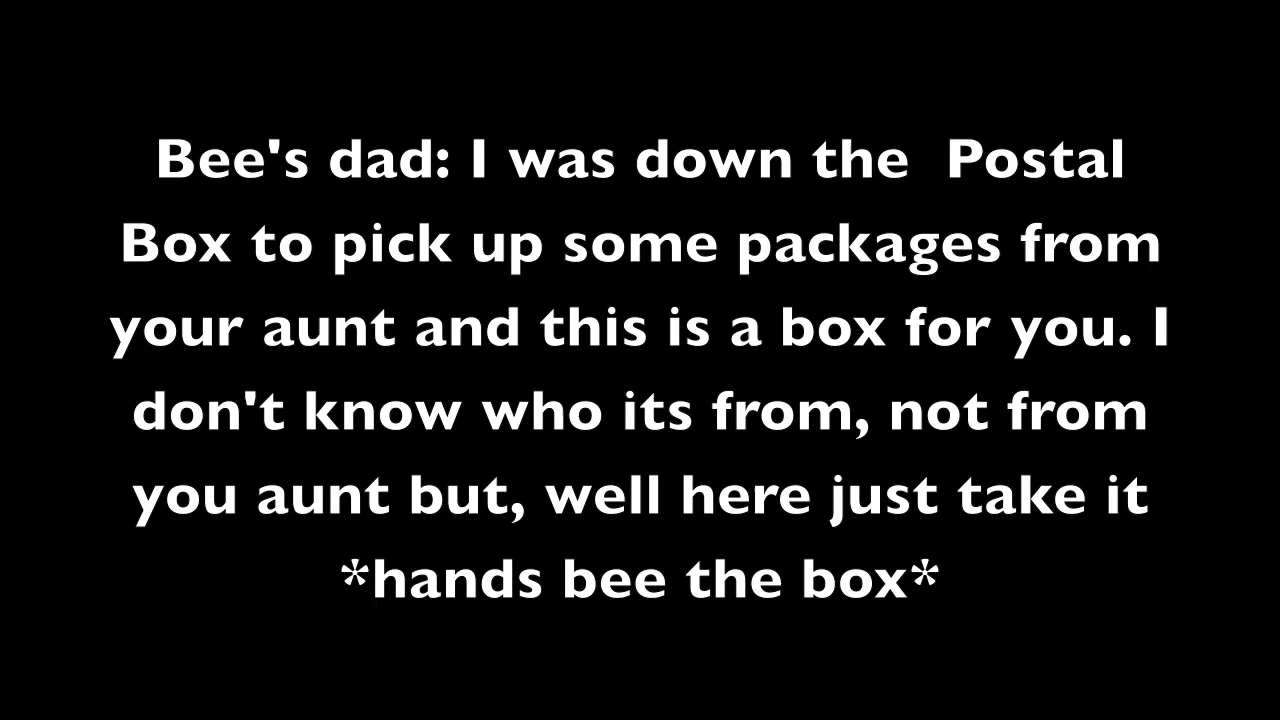 Bee's dad: I was down the  Postal
Box to pick up some packages from
your aunt and this is a box for you. I
don't know who its from, not from
you aunt but, well here just take it
*hands bee the box*